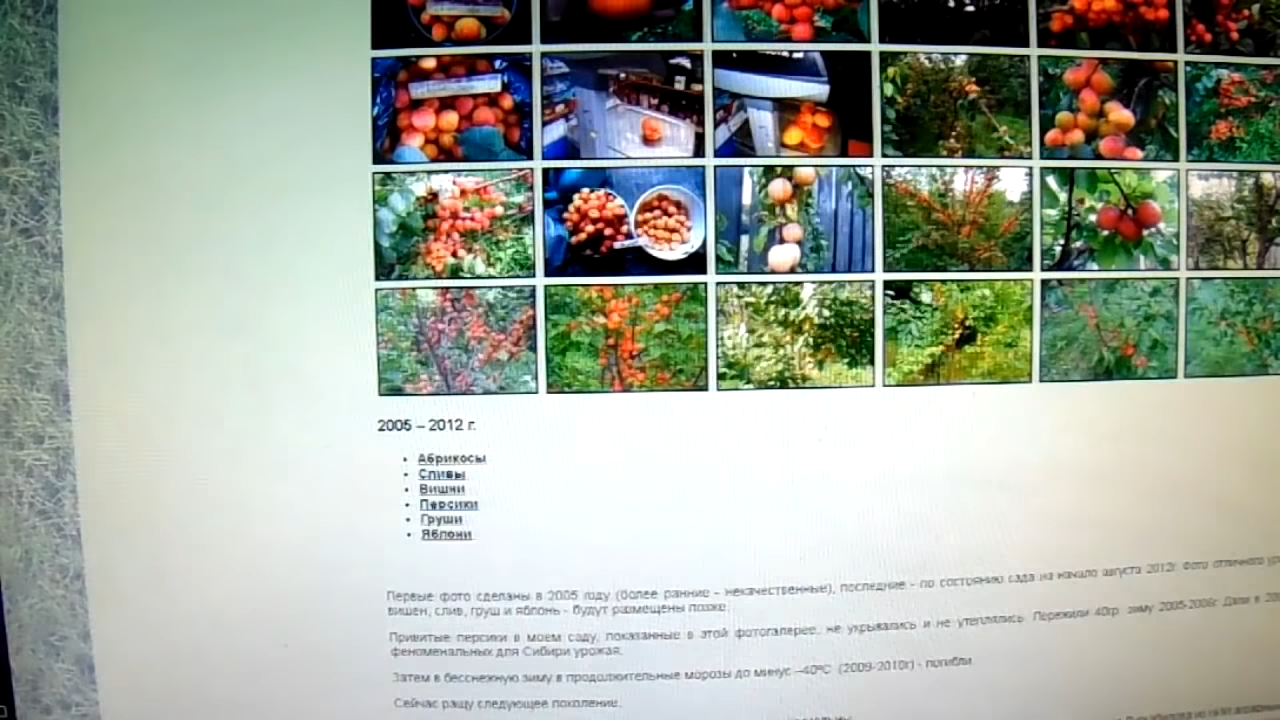 2005 – 2012 г.
Абрикосы
Сливы
Вишни
Персики
Груши
Яблони
Первые фото сделаны в 2005 году (более ранние - некачественные), последние - по состоянию сада на начало августа 2012г. Фото отличного
вишен, слив, груш и яблонь - будут размещены позже.
Привитые персики в моем саду, показанные в этой фотогалерее, не укрывались и не утеплялись. Пережили 40гр. зиму 2005-2006г. Дали в
феноменальных для Сибири урожая.
Затем в бесснежную зиму в продолжительные морозы до минус –40ºС (2009-2010г) - погибли
Сейчас ращу следующее поколение.